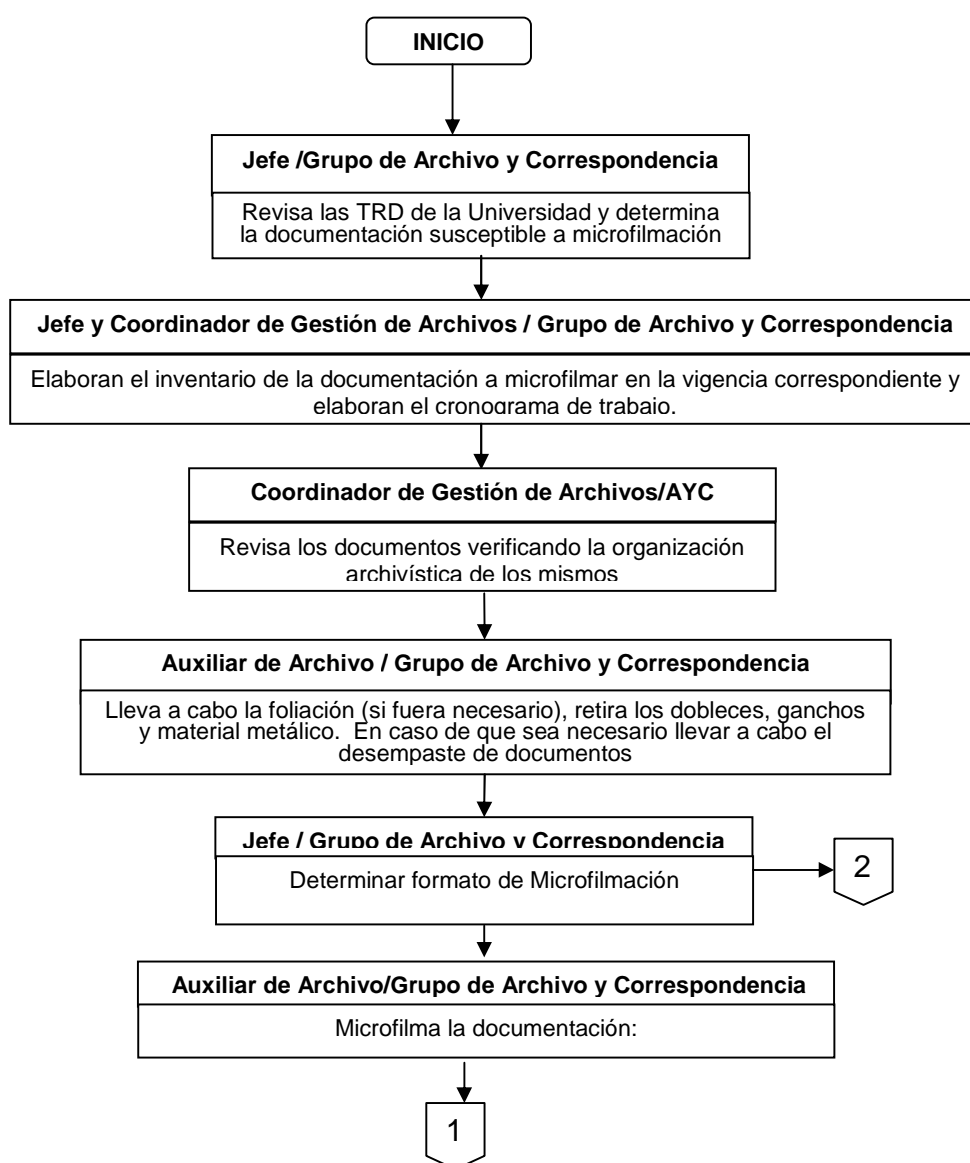 INICIO
Jefe /Grupo de Archivo y Correspondencia
Revisa las TRD de la Universidad y determina
la documentación susceptible a microfilmación
Jefe y Coordinador de Gestión de Archivos / Grupo de Archivo y Correspondencia
Elaboran el inventario de la documentación a microfilmar en la vigencia correspondiente y
elaboran el cronograma de trabajo.
Coordinador de Gestión de Archivos/AYC
Revisa los documentos verificando la organización
archivística de los mismos
Auxiliar de Archivo / Grupo de Archivo y Correspondencia
Lleva a cabo la foliación (si fuera necesario), retira los dobleces, ganchos
y material metálico. En caso de que sea necesario llevar a cabo el
desempaste de documentos
Jefe / Grupo de Archivo y Correspondencia
Determinar formato de Microfilmación
2
Auxiliar de Archivo/Grupo de Archivo y Correspondencia
Microfilma la documentación:
1